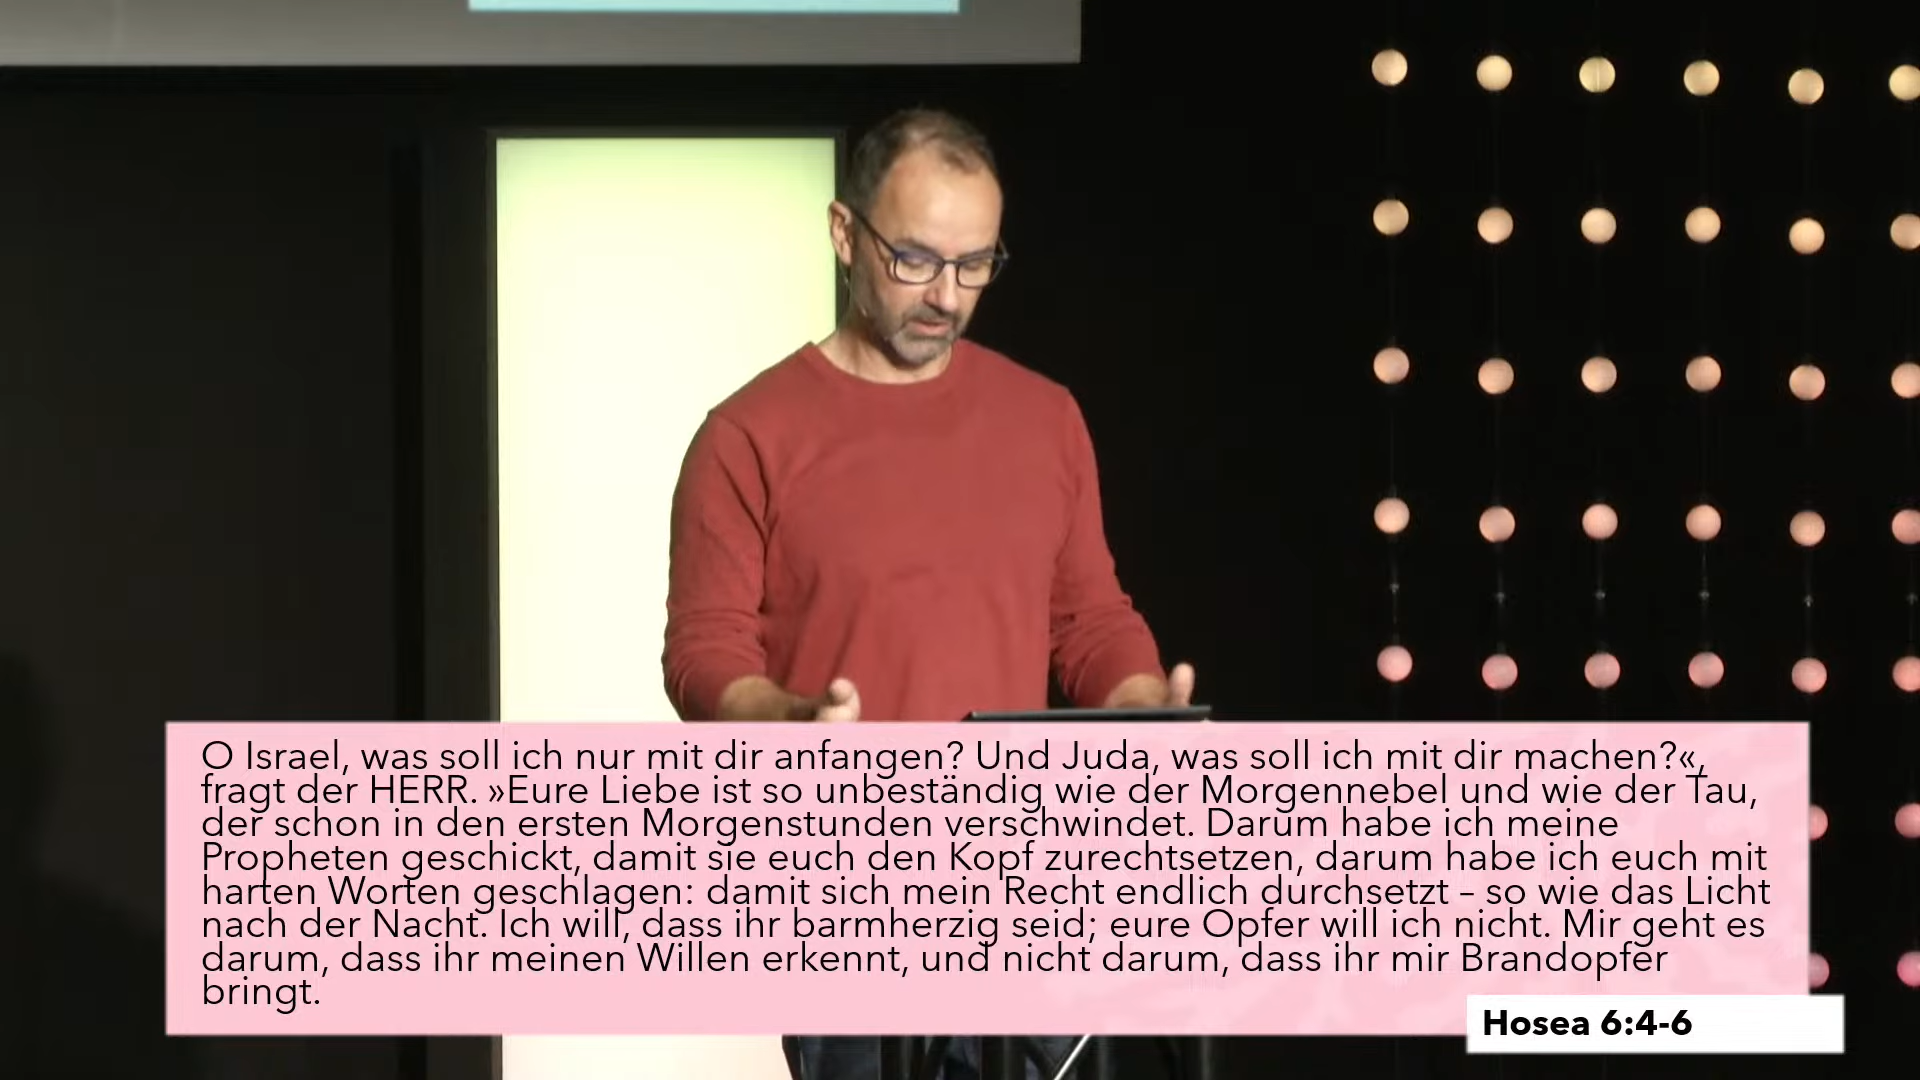 O Israel, was soll ich nur mit dir anfangen? Und Juda, was soll ich mit dir machen?«,
fragt der HERR. »Eure Liebe ist so unbeständig wie der Morgennebel und wie der Tau,
der schon in den ersten Morgenstunden verschwindet. Darum habe ich meine
Propheten geschickt, damit sie euch den Kopf zurechtsetzen, darum habe ich euch mit
harten Worten geschlagen: damit sich mein Recht endlich durchsetzt – so wie das Licht
nach der Nacht. Ich will, dass ihr barmherzig seid; eure Opfer will ich nicht. Mir geht es
darum, dass ihr meinen Willen erkennt, und nicht darum, dass ihr mir Brandopfer
bringt.
Hosea 6:4-6